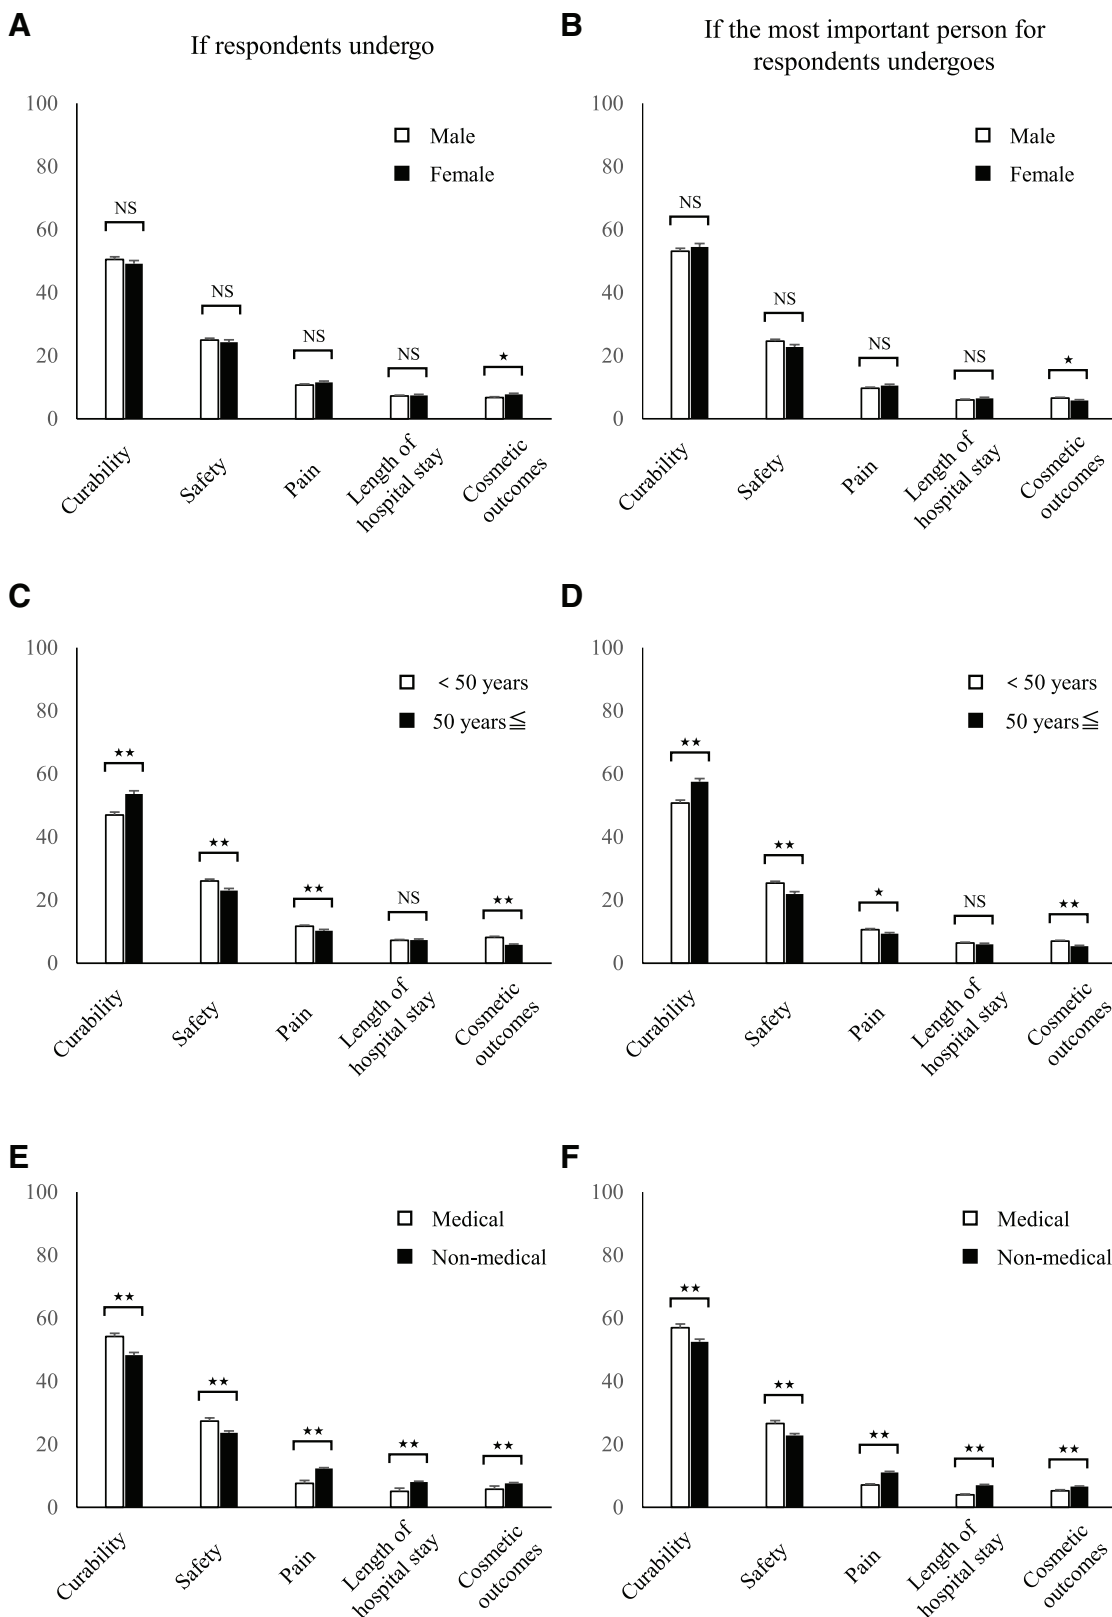 A
If respondents undergo
100
80
60
40
20
0
Male
Female
NS
NS
NS
NS
★
Curability
Safety
Pain
Length of
hospital stay
Cosmetic
outcomes
B
If the most important person for
respondents undergoes
100
80
60
40
20
0
Male
Female
NS
NS
NS
NS
★
Curability
Safety
Pain
Length of
hospital stay
Cosmetic
outcomes
C
100
80
60
40
20
0
< 50 years
50 years≦
★★
★★
★★
NS
★★
Curability
Safety
Pain
Length of
hospital stay
Cosmetic
outcomes
D
100
80
60
40
20
0
< 50 years
50 years≦
★★
★★
★
NS
★★
Curability
Safety
Pain
Length of
hospital stay
Cosmetic
outcomes
E
100
80
60
40
20
0
Medical
Non-medical
★★
★★
★★
★★
★★
Curability
Safety
Pain
Length of
hospital stay
Cosmetic
outcomes
F
100
80
60
40
20
0
Medical
Non-medical
★★
★★
★★
★★
★★
Curability
Safety
Pain
Length of
hospital stay
Cosmetic
outcomes